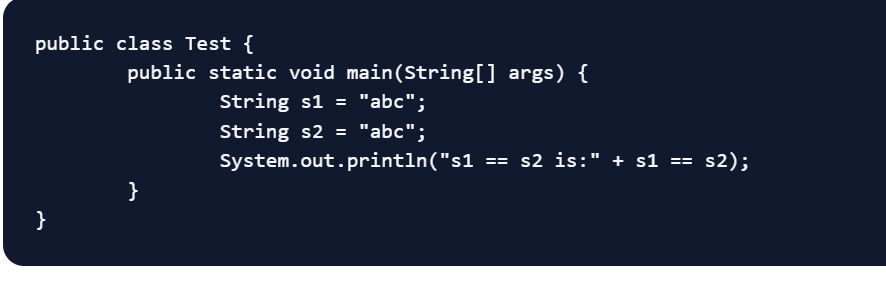 public class Test {
        public static void main(String[] args) {
                String s1 = "abc";
                String s2 = "abc";
                System.out.println("s1 == s2 is:" + s1 == s2);
        }
}